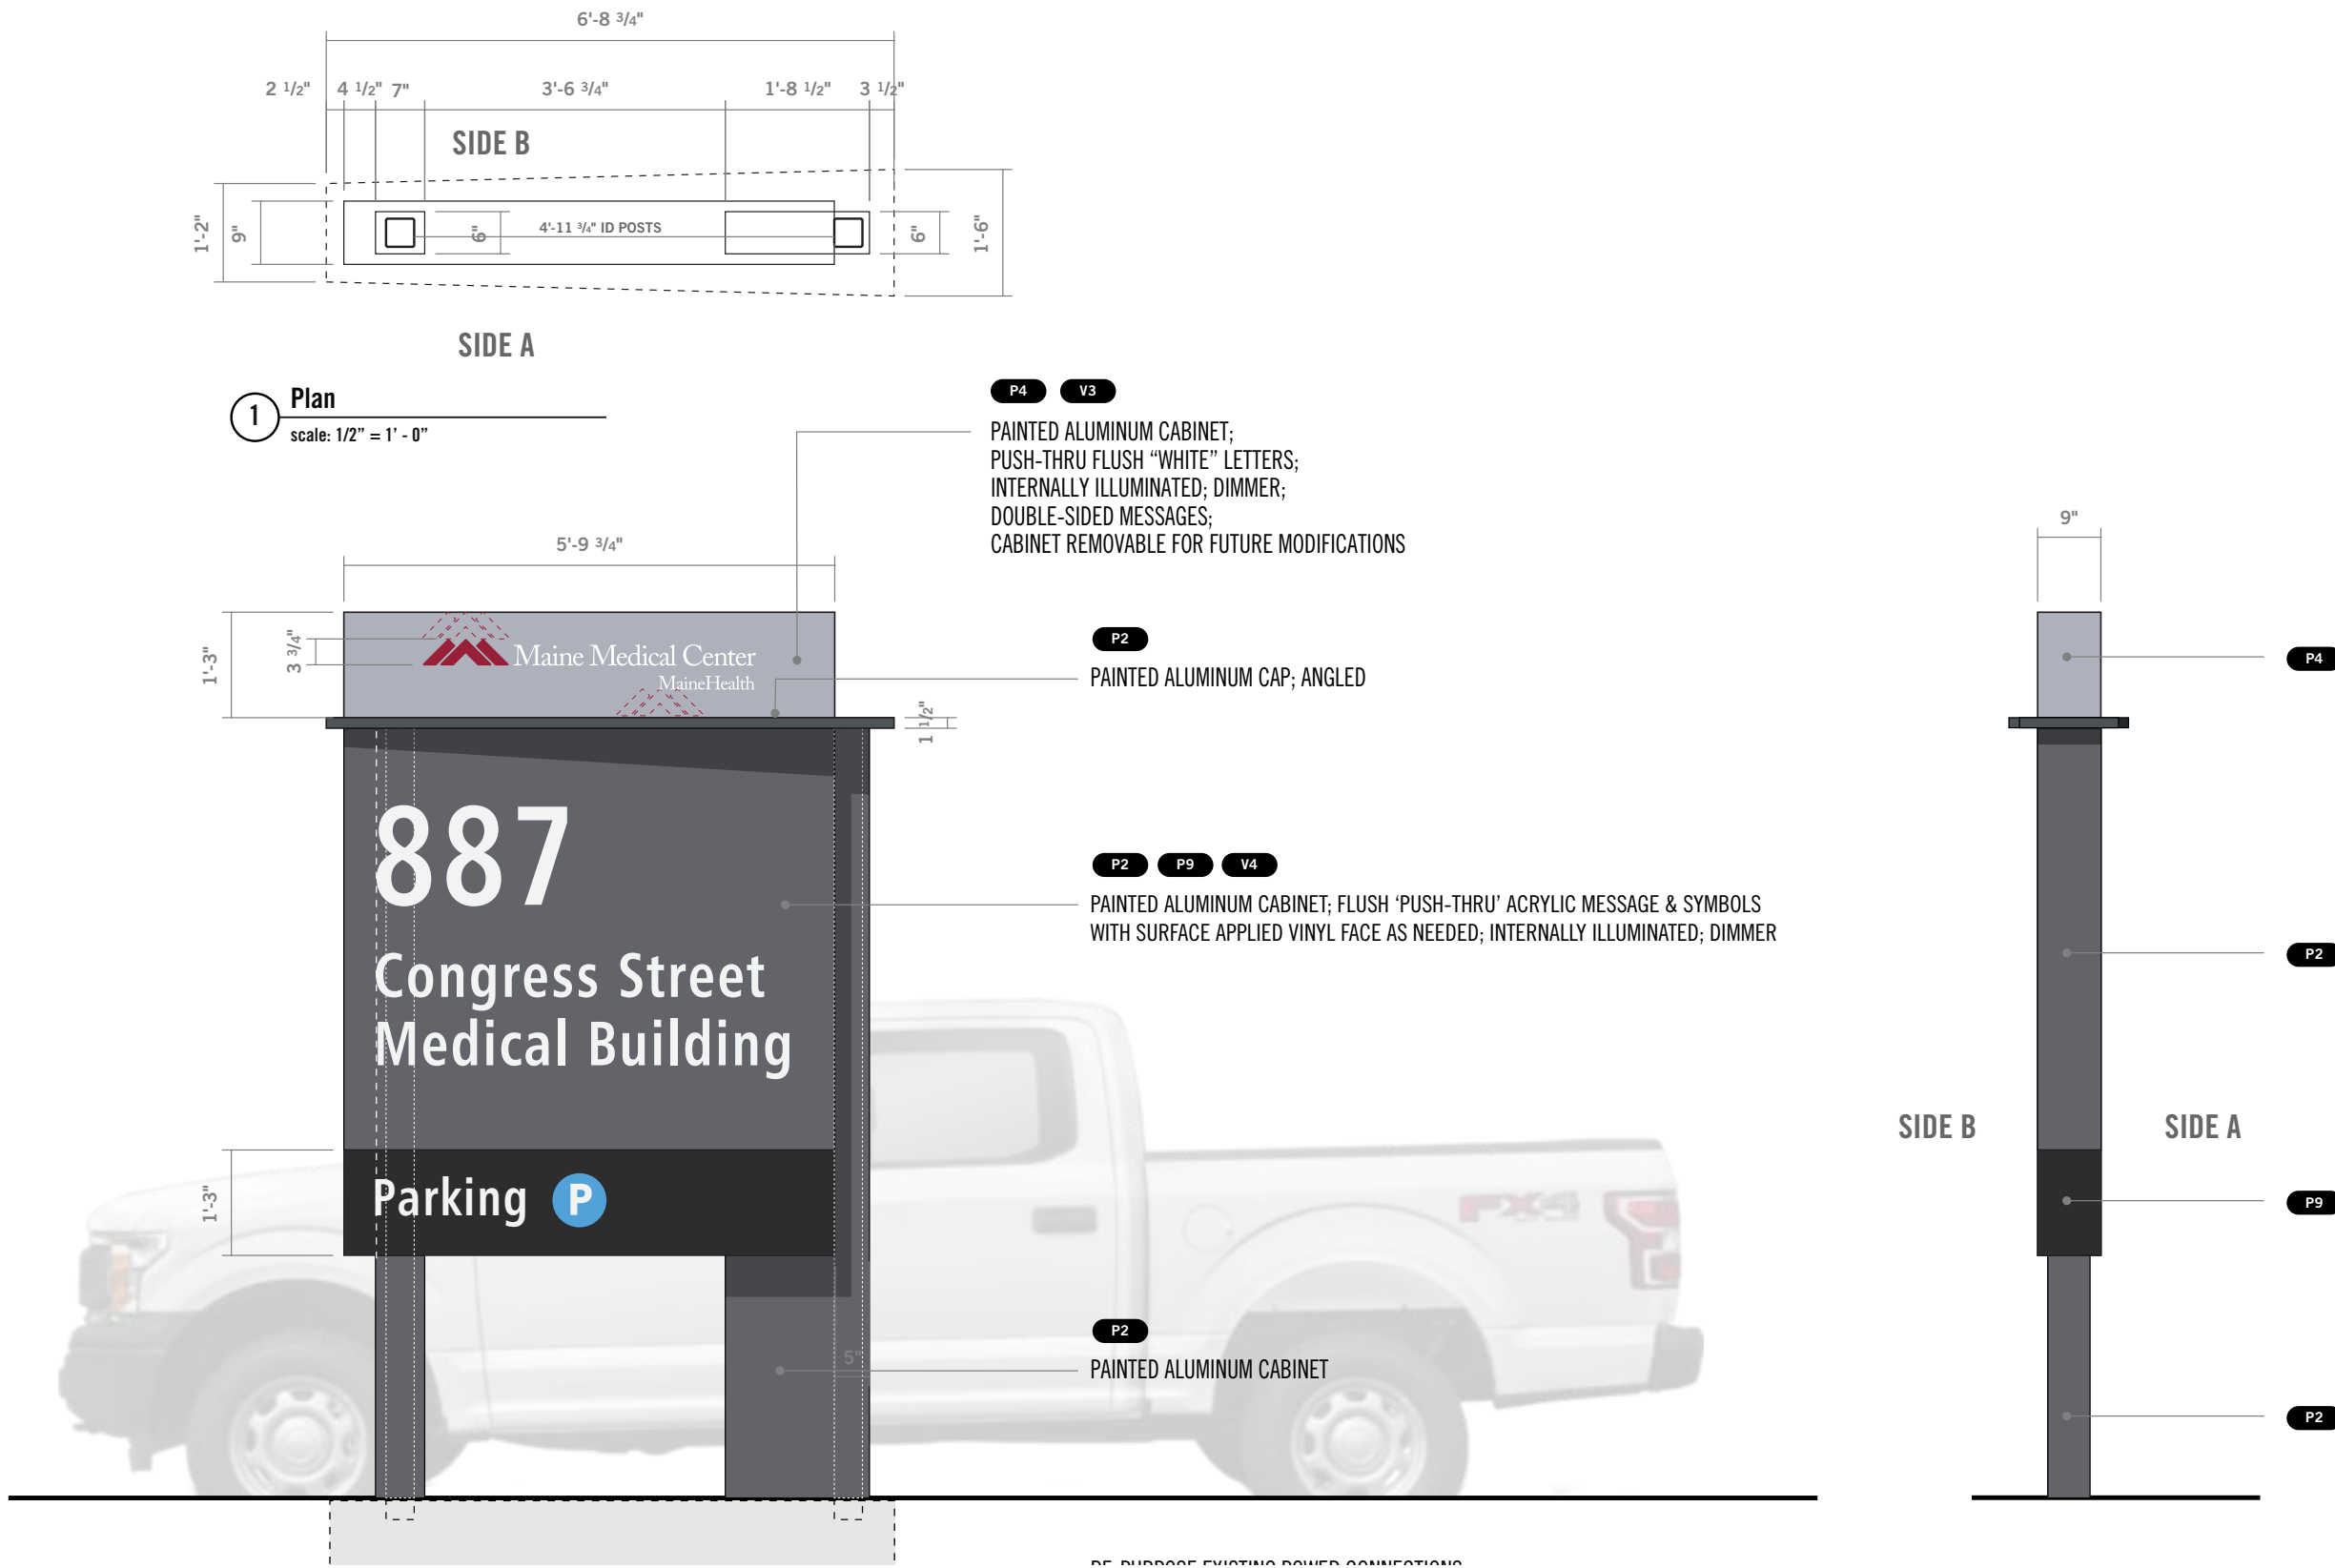 6'-8 3/4"
2 1/2" 4 1/2" 7" 3'-6 3/4" 1'-8 1/2" 3 1/2"
SIDE B
1'-2" 9" 6" 4'-11 3/4" ID POSTS 6" 1'-6"
SIDE A
1 Plan
scale: 1/2” = 1’ - 0”
P4 V3
PAINTED ALUMINUM CABINET;
PUSH-THRU FLUSH “WHITE” LETTERS;
INTERNALLY ILLUMINATED; DIMMER;
DOUBLE-SIDED MESSAGES;
CABINET REMOVABLE FOR FUTURE MODIFICATIONS
5'-9 3/4"
9"
1'-3"
3 3/4"
Maine Medical Center
MaineHealth
P2
PAINTED ALUMINUM CAP; ANGLED
1 1/2"
P4
887
Congress Street
Medical Building
P2 P9 V4
PAINTED ALUMINUM CABINET; FLUSH ‘PUSH-THRU’ ACRYLIC MESSAGE & SYMBOLS
WITH SURFACE APPLIED VINYL FACE AS NEEDED; INTERNALLY ILLUMINATED; DIMMER
P2
SIDE B SIDE A
1'-3"
Parking P
FX4
P9
P2
PAINTED ALUMINUM CABINET
5"
P2
RE-PURPOSE EXISTING POWER CONNECTIONS